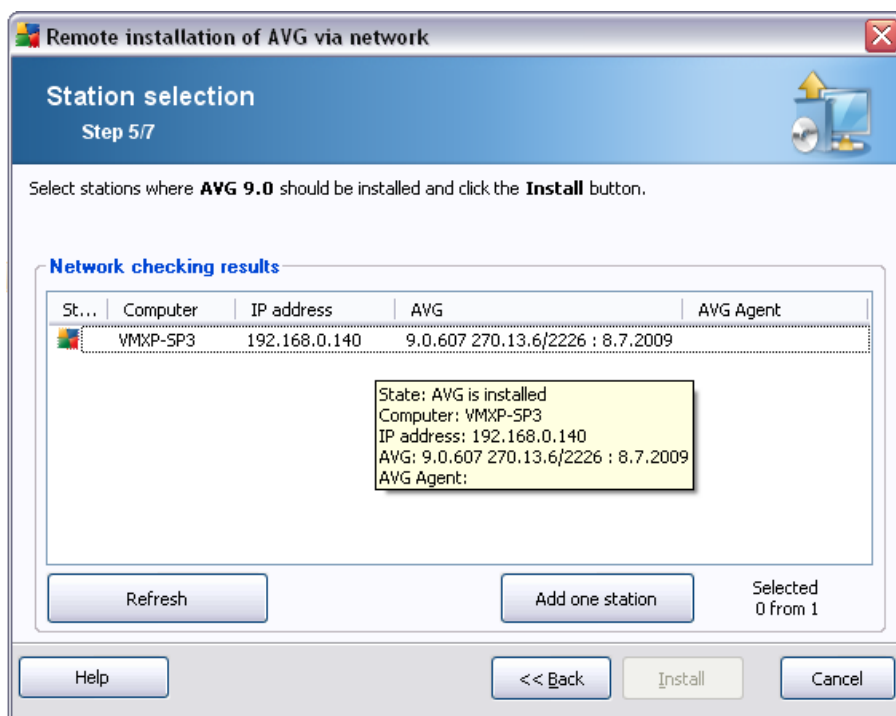 Remote installation of AVG via network
Station selection
Step 5/7
Select stations where AVG 9.0 should be installed and click the Install button.
Network checking results
St... Computer IP address AVG AVG Agent
VMXP-SP3 192.168.0.140 9.0.607 270.13.6/2226 : 8.7.2009
State: AVG is installed
Computer: VMXP-SP3
IP address: 192.168.0.140
AVG: 9.0.607 270.13.6/2226 : 8.7.2009
AVG Agent:
Refresh Add one station Selected
0 from 1
Help << Back Install Cancel